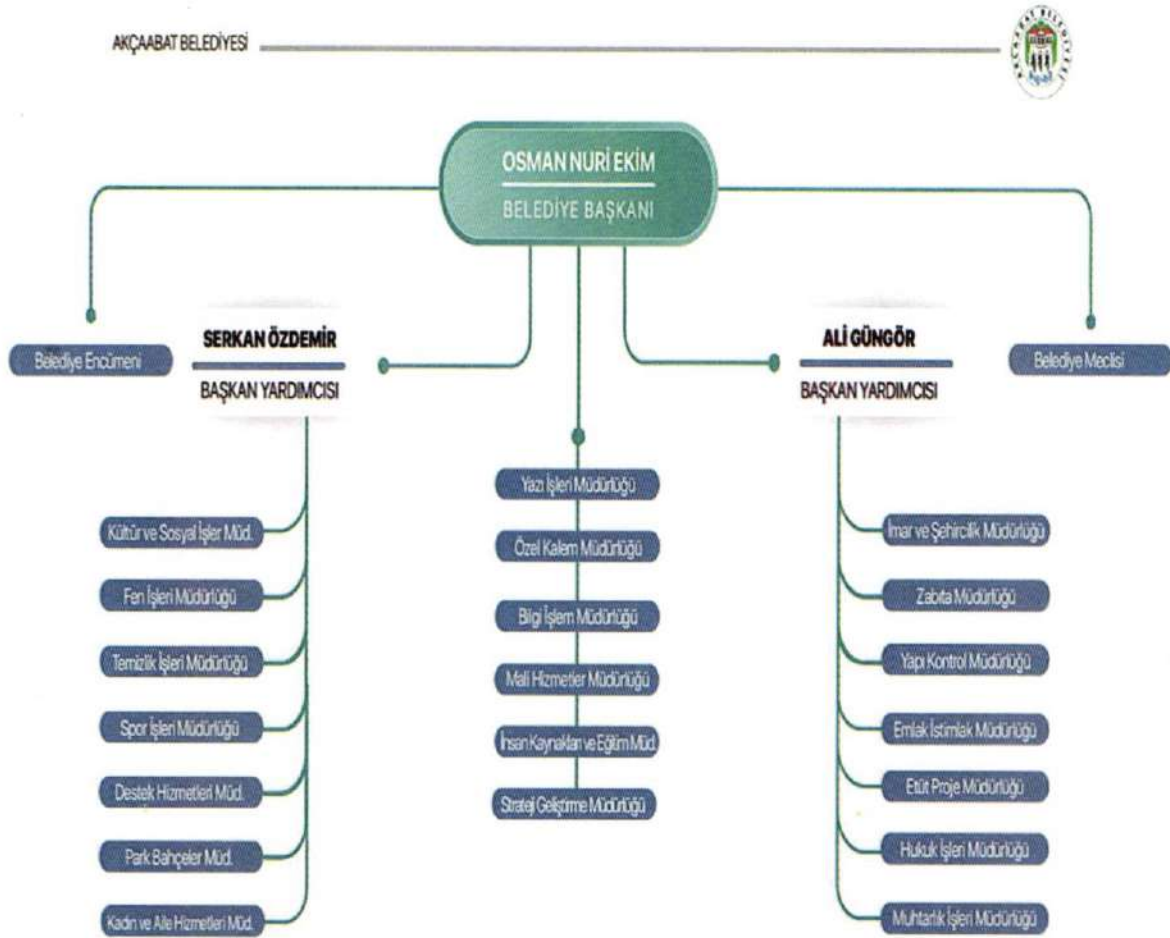 AKÇAABAT BELEDİYESİ
AKÇAABAT BELEDİYESİ
OSMAN NURİ EKİM
BELEDİYE BAŞKANI
Belediye Encümeni
SERKAN ÖZDEMİR
BAŞKAN YARDIMCISI
ALİ GÜNGÖR
BAŞKAN YARDIMCISI
Belediye Meclisi
Kültür ve Sosyal İşler Müd.
Fen İşleri Müdürlüğü
Temizlik İşleri Müdürlüğü
Spor İşleri Müdürlüğü
Destek Hizmetleri Müd.
Park Bahçeler Müd.
Kadın ve Aile Hizmetleri Müd.
Yazı İşleri Müdürlüğü
Özel Kalem Müdürlüğü
Bilgi İşlem Müdürlüğü
Mali Hizmetler Müdürlüğü
İnsan Kaynakları ve Eğitim Müd.
Strateji Geliştirme Müdürlüğü
İmar ve Şehircilik Müdürlüğü
Zabıta Müdürlüğü
Yapı Kontrol Müdürlüğü
Emlak İstimlak Müdürlüğü
Etüt Proje Müdürlüğü
Hukuk İşleri Müdürlüğü
Muhtarlık İşleri Müdürlüğü